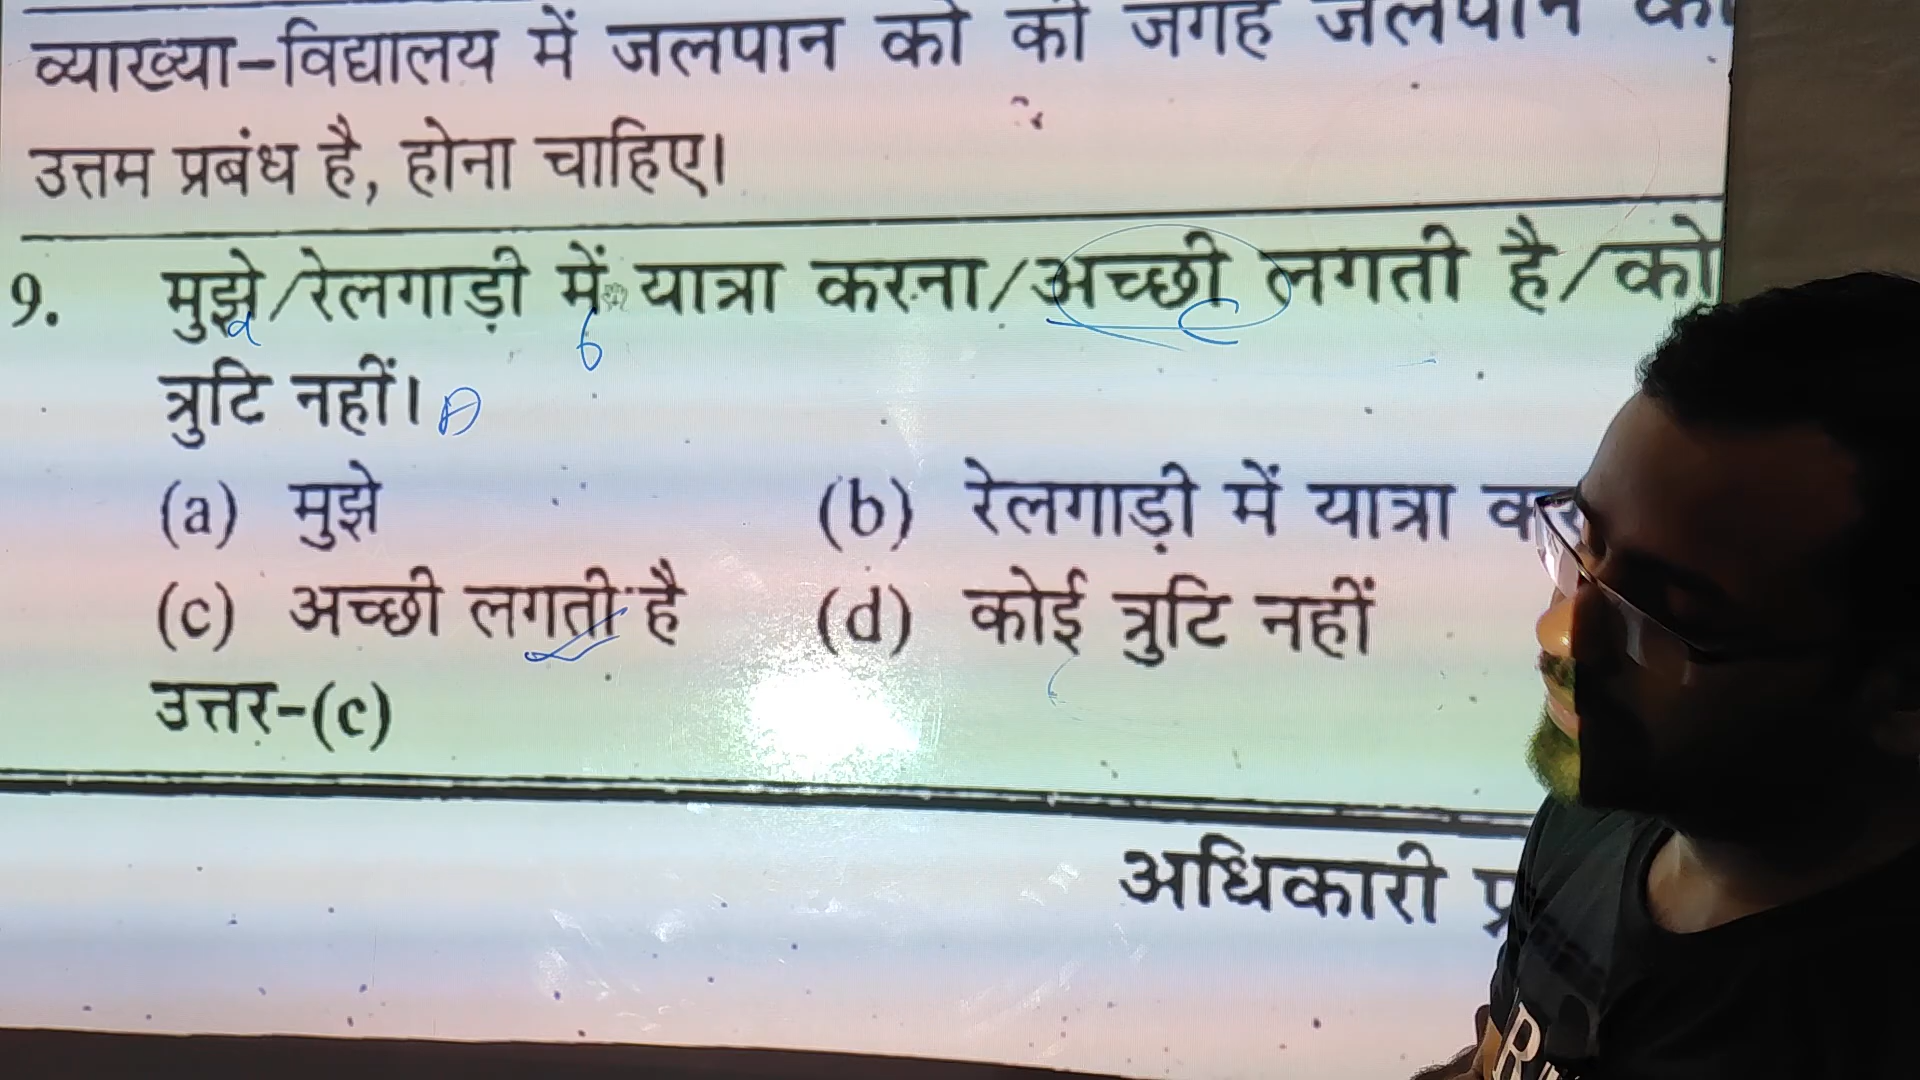 व्याख्या–विद्यालय में जलपान को की जगह जलपान का
उत्तम प्रबंध है, होना चाहिए।
9. मुझे/रेलगाड़ी में यात्रा करना/अच्छी लगती है/को
a b c
त्रुटि नहीं। D
(a) मुझे (b) रेलगाड़ी में यात्रा
(c) अच्छी लगती है (d) कोई त्रुटि नहीं
उत्तर–(c)
अधिकारी